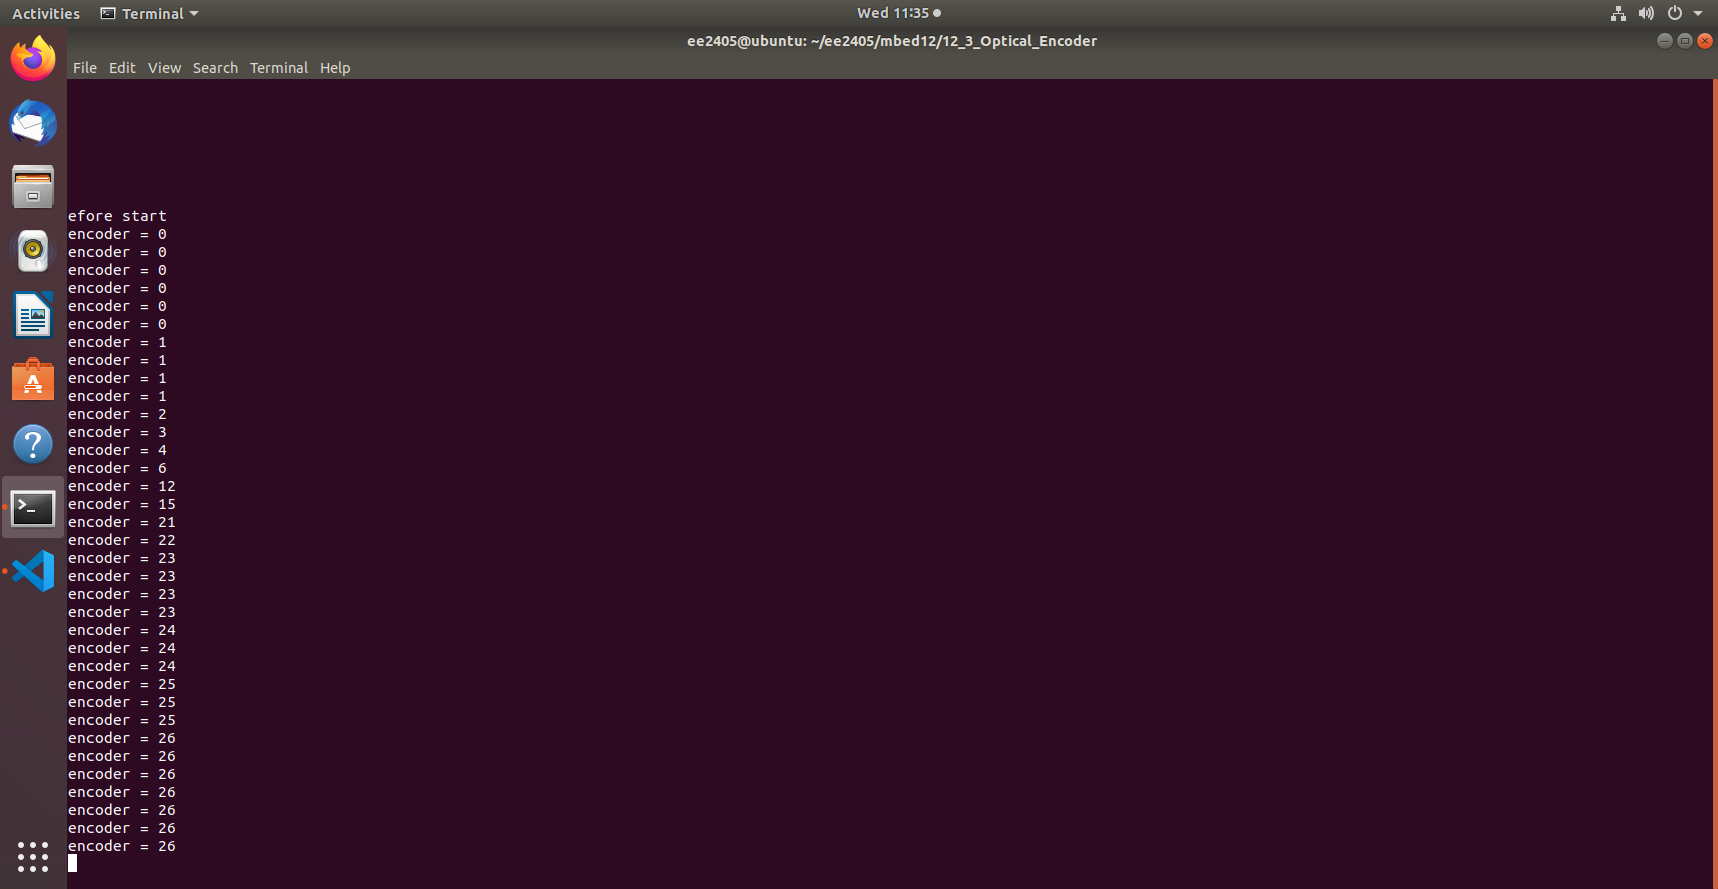 Activities Terminal Wed 11:35
ee2405@ubuntu: ~/ee2405/mbed12/12_3_Optical_Encoder
File Edit View Search Terminal Help
efore start
encoder = 0
encoder = 0
encoder = 0
encoder = 0
encoder = 0
encoder = 0
encoder = 1
encoder = 1
encoder = 1
encoder = 1
encoder = 2
encoder = 3
encoder = 4
encoder = 6
encoder = 12
encoder = 15
encoder = 21
encoder = 22
encoder = 23
encoder = 23
encoder = 23
encoder = 23
encoder = 24
encoder = 24
encoder = 24
encoder = 25
encoder = 25
encoder = 25
encoder = 26
encoder = 26
encoder = 26
encoder = 26
encoder = 26
encoder = 26
encoder = 26